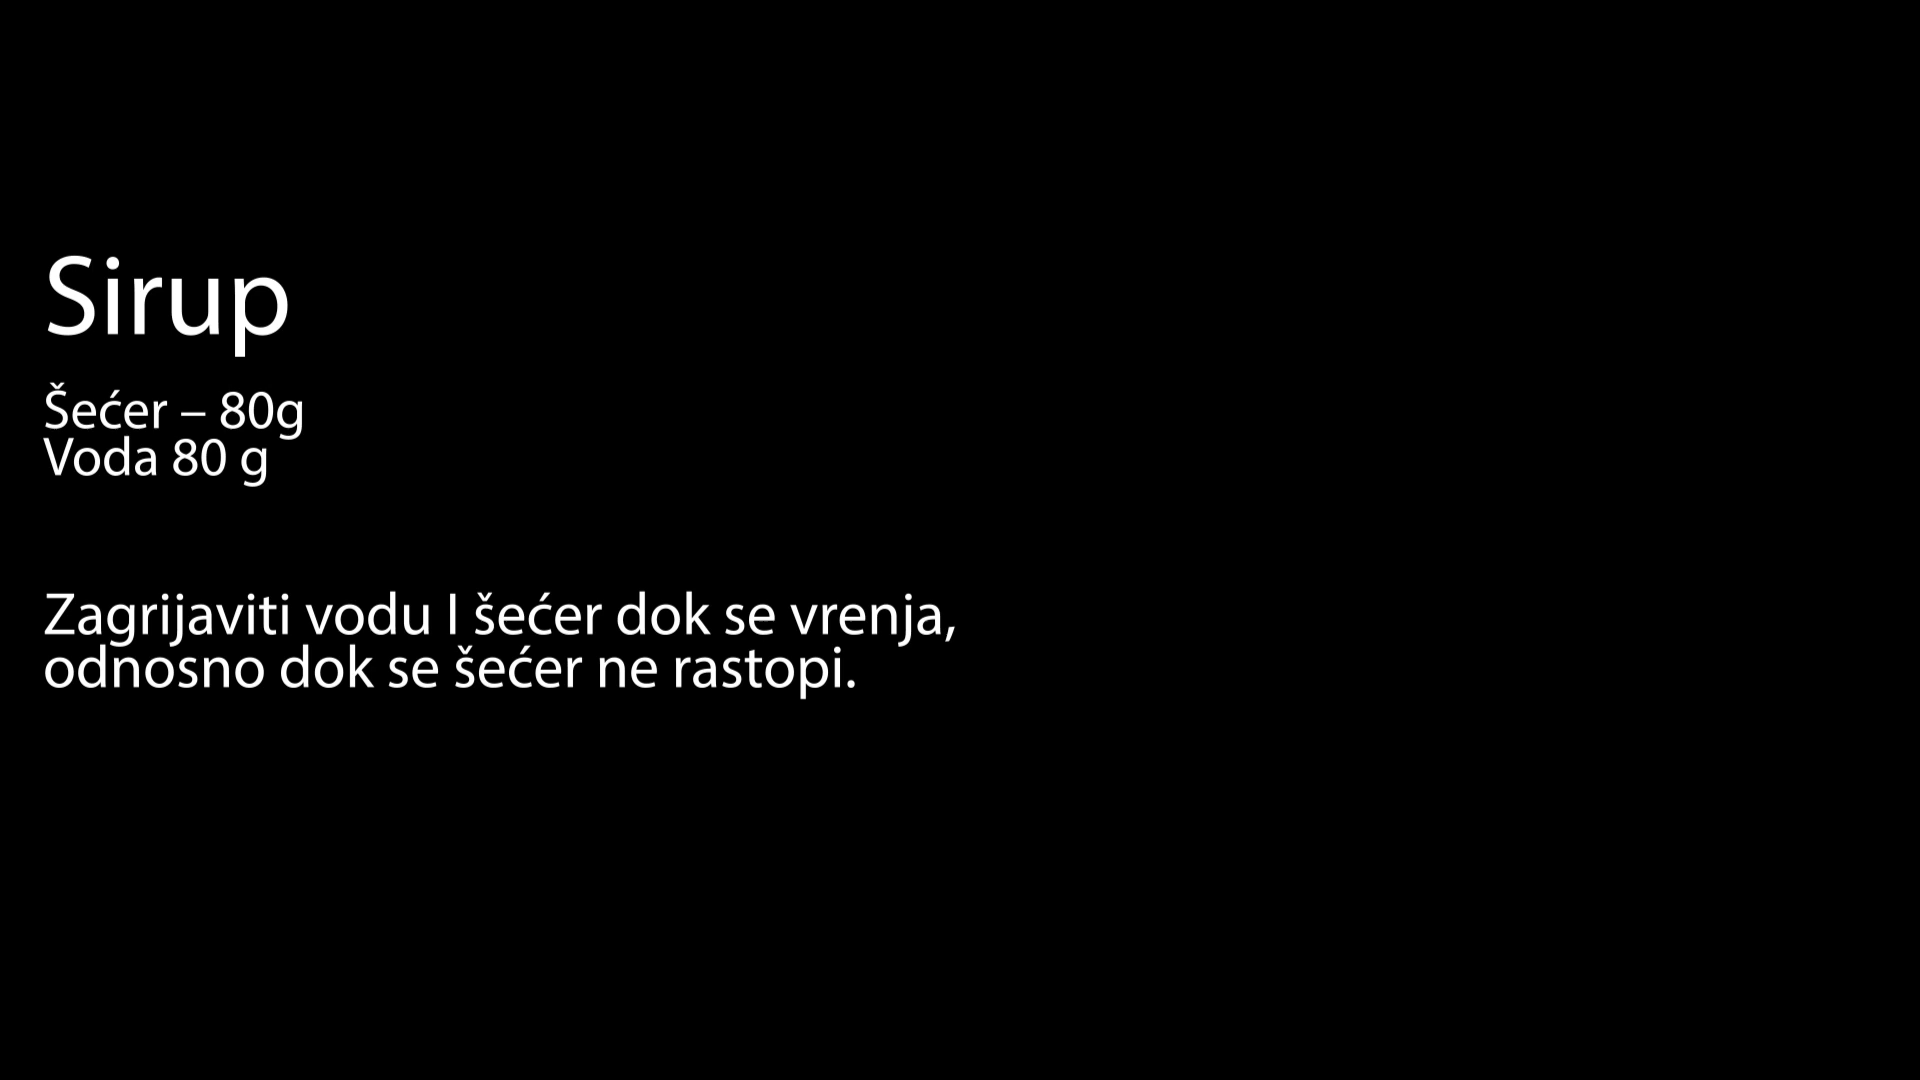 Sirup
Šećer – 80g
Voda 80 g
Zagrijaviti vodu I šećer dok se vrenja,
odnosno dok se šećer ne rastopi.